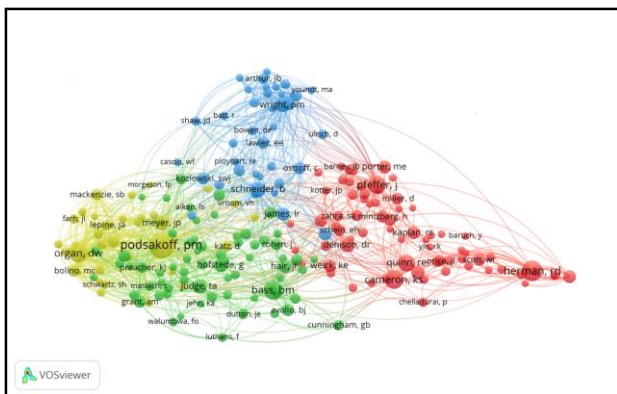 arthur, jb
youndt, ma
wright, pm
batt, r
shaw, jd
bowen, de
ulrich, d
lawler, ee
cascio, wf
ployhart, re
ostroff, c
barney, jb
porter, me
morgeson, fp
kozlowski, swj
pfeffer, j
mackenzie, sb
schneider, b
kotter, jp
miller, d
aiken, ls
vroom, vh
farh, jl
lepine, ja
meyer, jp
james, lr
zahra, sa
mintzberg, h
schein, eh
kaplan, rs
baruch, y
podsakoff, pm
katz, d
cohen, j
denison, dr
yin, rk
organ, dw
preacher, kj
hofstede, g
hair, jf
weick, ke
quinn, re
price, jl
scott, wr
bolino, mc
herman, rd
schwartz, sh
maslach, c
judge, ta
bass, bm
cameron, ks
grant, am
jehn, ka
chelladurai, p
walumbwa, fo
dutton, je
avolio, bj
cunningham, gb
luthans, f
VOSviewer